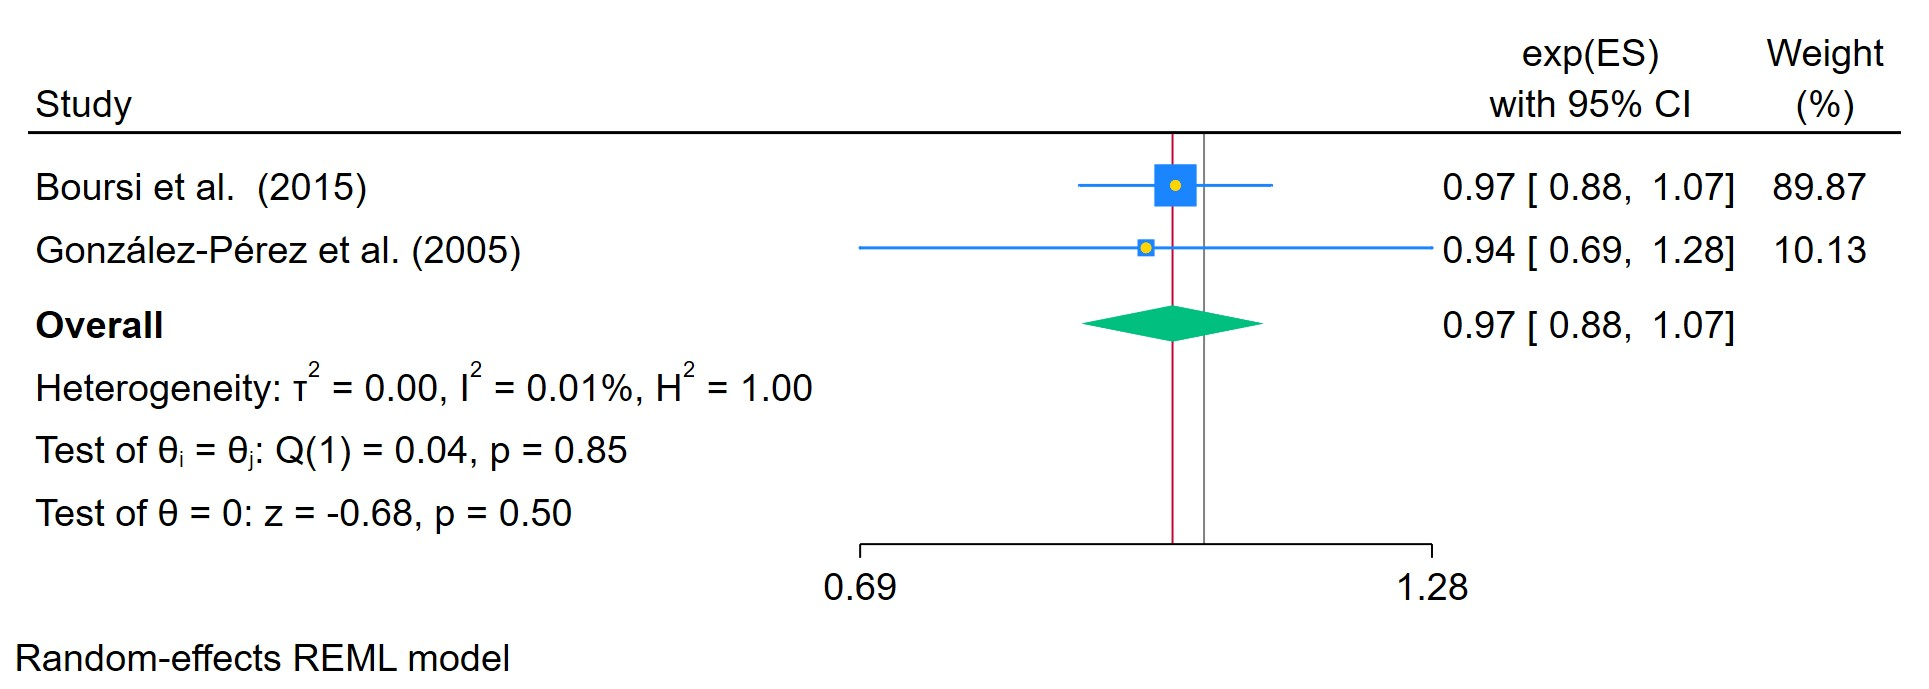 exp(ES) Weight
Study with 95% CI (%)
Boursi et al. (2015) 0.97 [ 0.88, 1.07] 89.87
González-Pérez et al. (2005) 0.94 [ 0.69, 1.28] 10.13
Overall 0.97 [ 0.88, 1.07]
Heterogeneity: τ² = 0.00, I² = 0.01%, H² = 1.00
Test of θᵢ = θⱼ: Q(1) = 0.04, p = 0.85
Test of θ = 0: z = -0.68, p = 0.50
0.69 1.28
Random-effects REML model